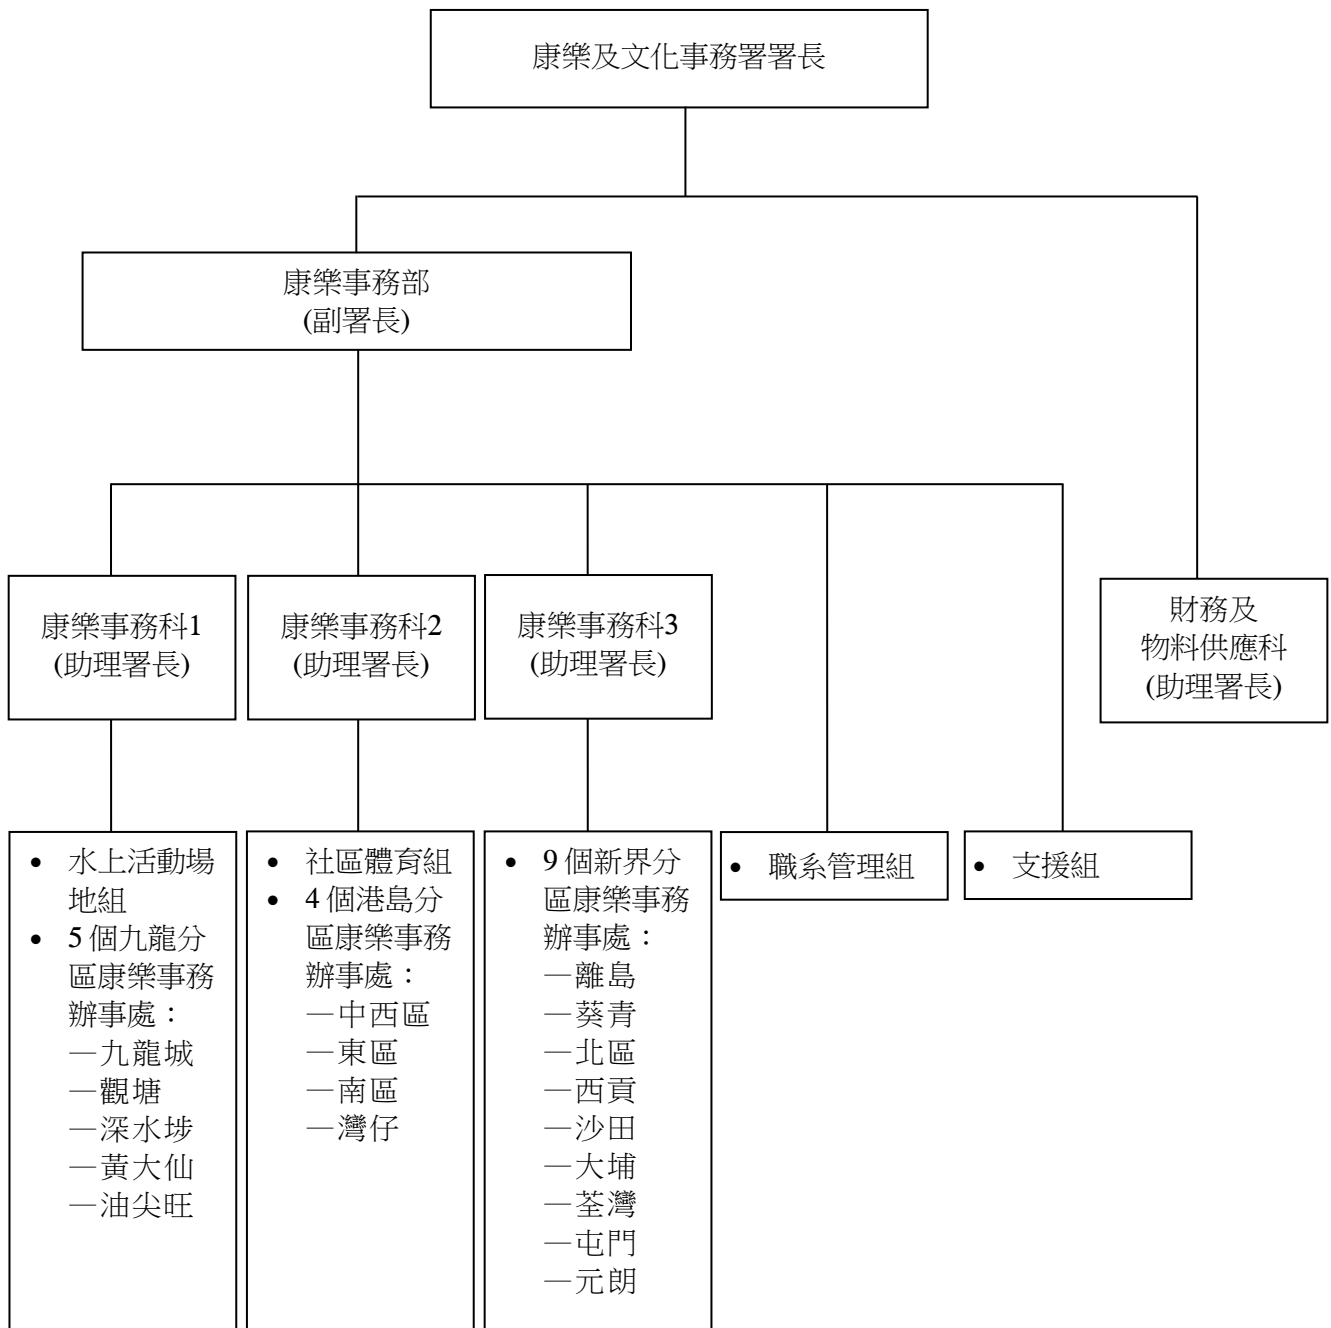 康樂及文化事務署署長
康樂事務部
(副署長)
康樂事務科1
(助理署長)
康樂事務科2
(助理署長)
康樂事務科3
(助理署長)
財務及
物料供應科
(助理署長)
• 水上活動場
地組
• 5個九龍分
區康樂事務
辦事處：
—九龍城
—觀塘
—深水埗
—黃大仙
—油尖旺
• 社區體育組
• 4個港島分
區康樂事務
辦事處：
—中西區
—東區
—南區
—灣仔
• 9個新界分
區康樂事務
辦事處：
—離島
—葵青
—北區
—西貢
—沙田
—大埔
—荃灣
—屯門
—元朗
• 職系管理組
• 支援組